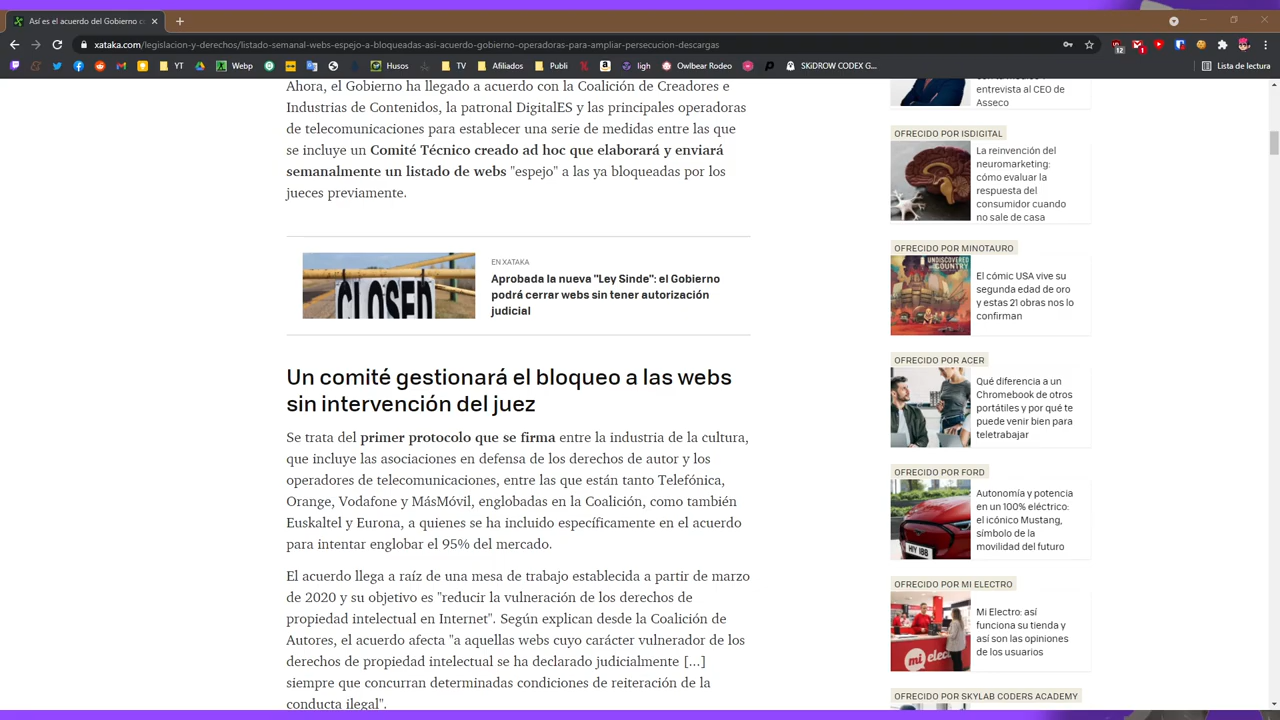 Así es el acuerdo del Gobierno c
xataka.com/legislacion-y-derechos/listado-semanal-webs-espejo-a-bloqueadas-asi-acuerdo-gobierno-operadoras-para-ampliar-persecucion-descargas
12
1
YT
Webp
Husos
TV
Afiliados
Publi
ligh
Owlbear Rodeo
SKiDROW CODEX G...
Lista de lectura
Ahora, el Gobierno ha llegado a acuerdo con la Coalición de Creadores e
Industrias de Contenidos, la patronal DigitalES y las principales operadoras
de telecomunicaciones para establecer una serie de medidas entre las que
se incluye un Comité Técnico creado ad hoc que elaborará y enviará
semanalmente un listado de webs "espejo" a las ya bloqueadas por los
jueces previamente.
EN XATAKA
CLOSED
Aprobada la nueva "Ley Sinde": el Gobierno
podrá cerrar webs sin tener autorización
judicial
Un comité gestionará el bloqueo a las webs
sin intervención del juez
Se trata del primer protocolo que se firma entre la industria de la cultura,
que incluye las asociaciones en defensa de los derechos de autor y los
operadores de telecomunicaciones, entre las que están tanto Telefónica,
Orange, Vodafone y MásMóvil, englobadas en la Coalición, como también
Euskaltel y Eurona, a quienes se ha incluido específicamente en el acuerdo
para intentar englobar el 95% del mercado.
El acuerdo llega a raíz de una mesa de trabajo establecida a partir de marzo
de 2020 y su objetivo es "reducir la vulneración de los derechos de
propiedad intelectual en Internet". Según explican desde la Coalición de
Autores, el acuerdo afecta "a aquellas webs cuyo carácter vulnerador de los
derechos de propiedad intelectual se ha declarado judicialmente [...]
siempre que concurran determinadas condiciones de reiteración de la
conducta ilegal".
entrevista al CEO de
Asseco
OFRECIDO POR ISDIGITAL
La reinvención del
neuromarketing:
cómo evaluar la
respuesta del
consumidor cuando
no sale de casa
OFRECIDO POR MINOTAURO
UNDISCOVERED
COUNTRY
El cómic USA vive su
segunda edad de oro
y estas 21 obras nos lo
confirman
OFRECIDO POR ACER
Qué diferencia a un
Chromebook de otros
portátiles y por qué te
puede venir bien para
teletrabajar
OFRECIDO POR FORD
Autonomía y potencia
en un 100% eléctrico:
el icónico Mustang,
símbolo de la
movilidad del futuro
OFRECIDO POR MI ELECTRO
mi elec
Mi Electro: así
funciona su tienda y
así son las opiniones
de los usuarios
OFRECIDO POR SKYLAB CODERS ACADEMY